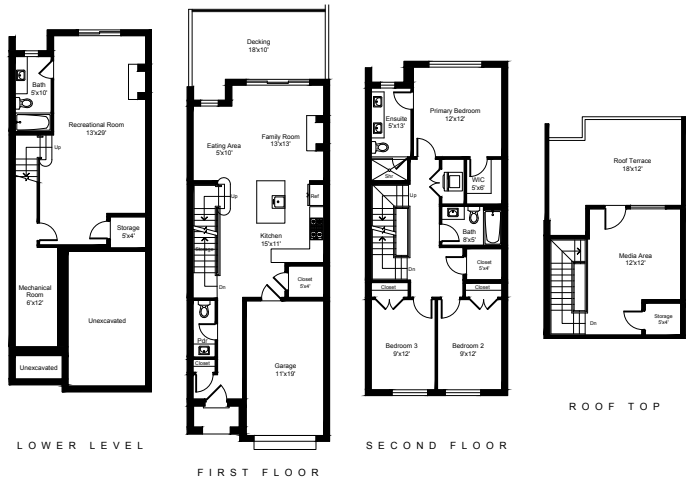 Bath
5'x10'
Recreational Room
13'x29'
Up
Storage
5'x4'
Mechanical
Room
6'x12'
Unexcavated
Unexcavated
LOWER LEVEL
Decking
18'x10'
Eating Area
5'x10'
Family Room
13'x13'
Up
Ref
Kitchen
15'x11'
Storage
Dn
Closet
5'x4'
Pdr
Closet
Garage
11'x19'
FIRST FLOOR
Ensuite
5'x13'
Primary Bedroom
12'x12'
Shr
WIC
5'x6'
Up
Bath
8'x5'
Dn
Closet
5'x4'
Closet
Closet
Bedroom 3
9'x12'
Bedroom 2
9'x12'
SECOND FLOOR
Roof Terrace
18'x12'
Media Area
12'x12'
Dn
Storage
5'x4'
ROOF TOP